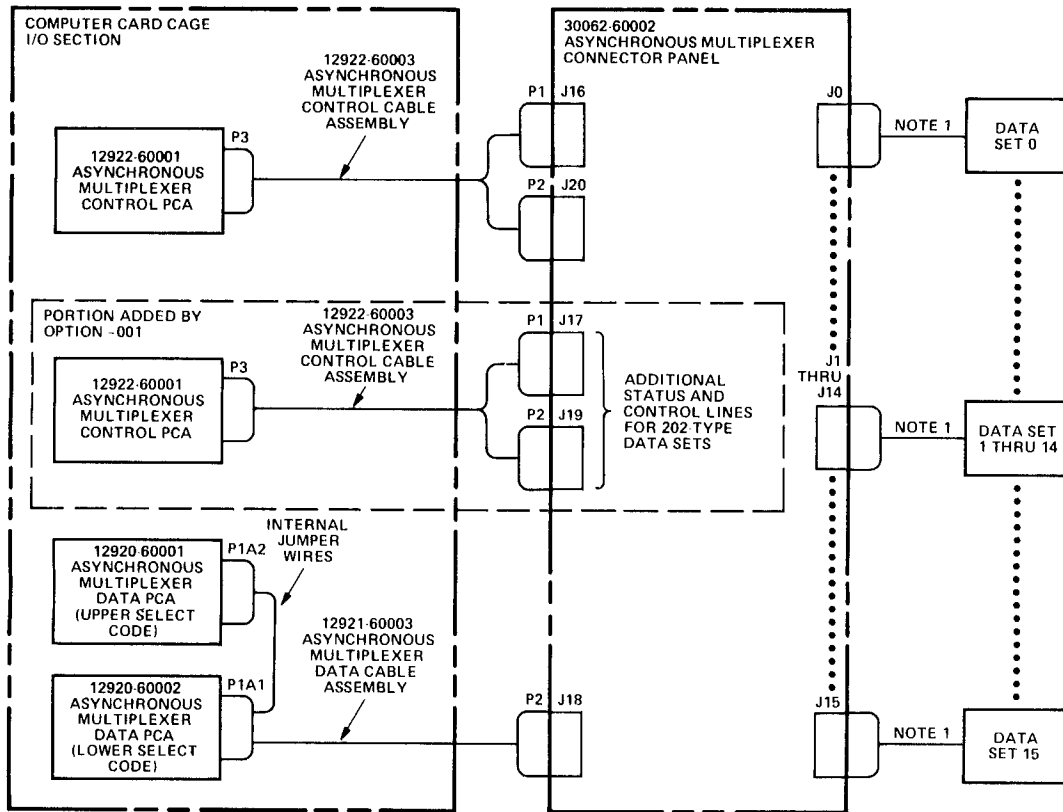 COMPUTER CARD CAGE
I/O SECTION
12922-60003
ASYNCHRONOUS
MULTIPLEXER
CONTROL CABLE
ASSEMBLY
P3
12922-60001
ASYNCHRONOUS
MULTIPLEXER
CONTROL PCA
30062-60002
ASYNCHRONOUS MULTIPLEXER
CONNECTOR PANEL
P1
J16
P2
J20
J0
NOTE 1
DATA
SET 0
PORTION ADDED BY
OPTION -001
12922-60003
ASYNCHRONOUS
MULTIPLEXER
CONTROL CABLE
ASSEMBLY
P3
12922-60001
ASYNCHRONOUS
MULTIPLEXER
CONTROL PCA
P1
J17
P2
J19
ADDITIONAL
STATUS AND
CONTROL LINES
FOR 202-TYPE
DATA SETS
J1
THRU
J14
NOTE 1
DATA SET
1 THRU 14
INTERNAL
JUMPER
WIRES
12920-60001
ASYNCHRONOUS
MULTIPLEXER
DATA PCA
(UPPER SELECT
CODE)
P1A2
12921-60003
ASYNCHRONOUS
MULTIPLEXER
DATA CABLE
ASSEMBLY
12920-60002
ASYNCHRONOUS
MULTIPLEXER
DATA PCA
(LOWER SELECT
CODE)
P1A1
P2
J18
J15
NOTE 1
DATA
SET 15